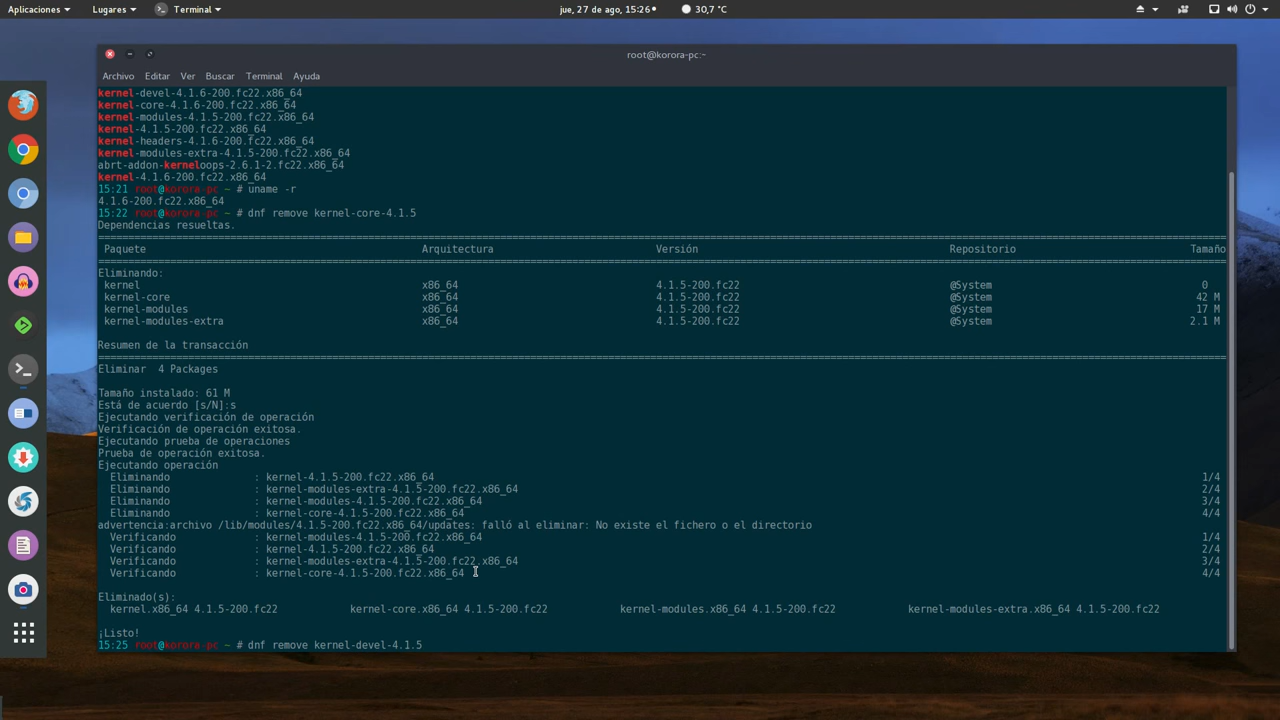 Aplicaciones Lugares Terminal jue, 27 de ago, 15:26 30,7 °C
root@korora-pc:~
Archivo Editar Ver Buscar Terminal Ayuda
kernel-devel-4.1.6-200.fc22.x86_64
kernel-core-4.1.6-200.fc22.x86_64
kernel-modules-4.1.5-200.fc22.x86_64
kernel-4.1.5-200.fc22.x86_64
kernel-headers-4.1.6-200.fc22.x86_64
kernel-modules-extra-4.1.5-200.fc22.x86_64
abrt-addon-kerneloops-2.6.1-2.fc22.x86_64
kernel-4.1.6-200.fc22.x86_64
15:21 root@korora-pc ~ # uname -r
4.1.6-200.fc22.x86_64
15:22 root@korora-pc ~ # dnf remove kernel-core-4.1.5
Dependencias resueltas.
================================================================================
Paquete Arquitectura Versión Repositorio Tamaño
================================================================================
Eliminando:
kernel x86_64 4.1.5-200.fc22 @System 0
kernel-core x86_64 4.1.5-200.fc22 @System 42 M
kernel-modules x86_64 4.1.5-200.fc22 @System 17 M
kernel-modules-extra x86_64 4.1.5-200.fc22 @System 2.1 M
Resumen de la transacción
================================================================================
Eliminar 4 Packages
Tamaño instalado: 61 M
Está de acuerdo [s/N]:s
Ejecutando verificación de operación
Verificación de operación exitosa.
Ejecutando prueba de operaciones
Prueba de operación exitosa.
Ejecutando operación
Eliminando : kernel-4.1.5-200.fc22.x86_64 1/4
Eliminando : kernel-modules-extra-4.1.5-200.fc22.x86_64 2/4
Eliminando : kernel-modules-4.1.5-200.fc22.x86_64 3/4
Eliminando : kernel-core-4.1.5-200.fc22.x86_64 4/4
advertencia:archivo /lib/modules/4.1.5-200.fc22.x86_64/updates: falló al eliminar: No existe el fichero o el directorio
Verificando : kernel-modules-4.1.5-200.fc22.x86_64 1/4
Verificando : kernel-4.1.5-200.fc22.x86_64 2/4
Verificando : kernel-modules-extra-4.1.5-200.fc22.x86_64 3/4
Verificando : kernel-core-4.1.5-200.fc22.x86_64 4/4
Eliminado(s):
kernel.x86_64 4.1.5-200.fc22 kernel-core.x86_64 4.1.5-200.fc22 kernel-modules.x86_64 4.1.5-200.fc22 kernel-modules-extra.x86_64 4.1.5-200.fc22
¡Listo!
15:25 root@korora-pc ~ # dnf remove kernel-devel-4.1.5